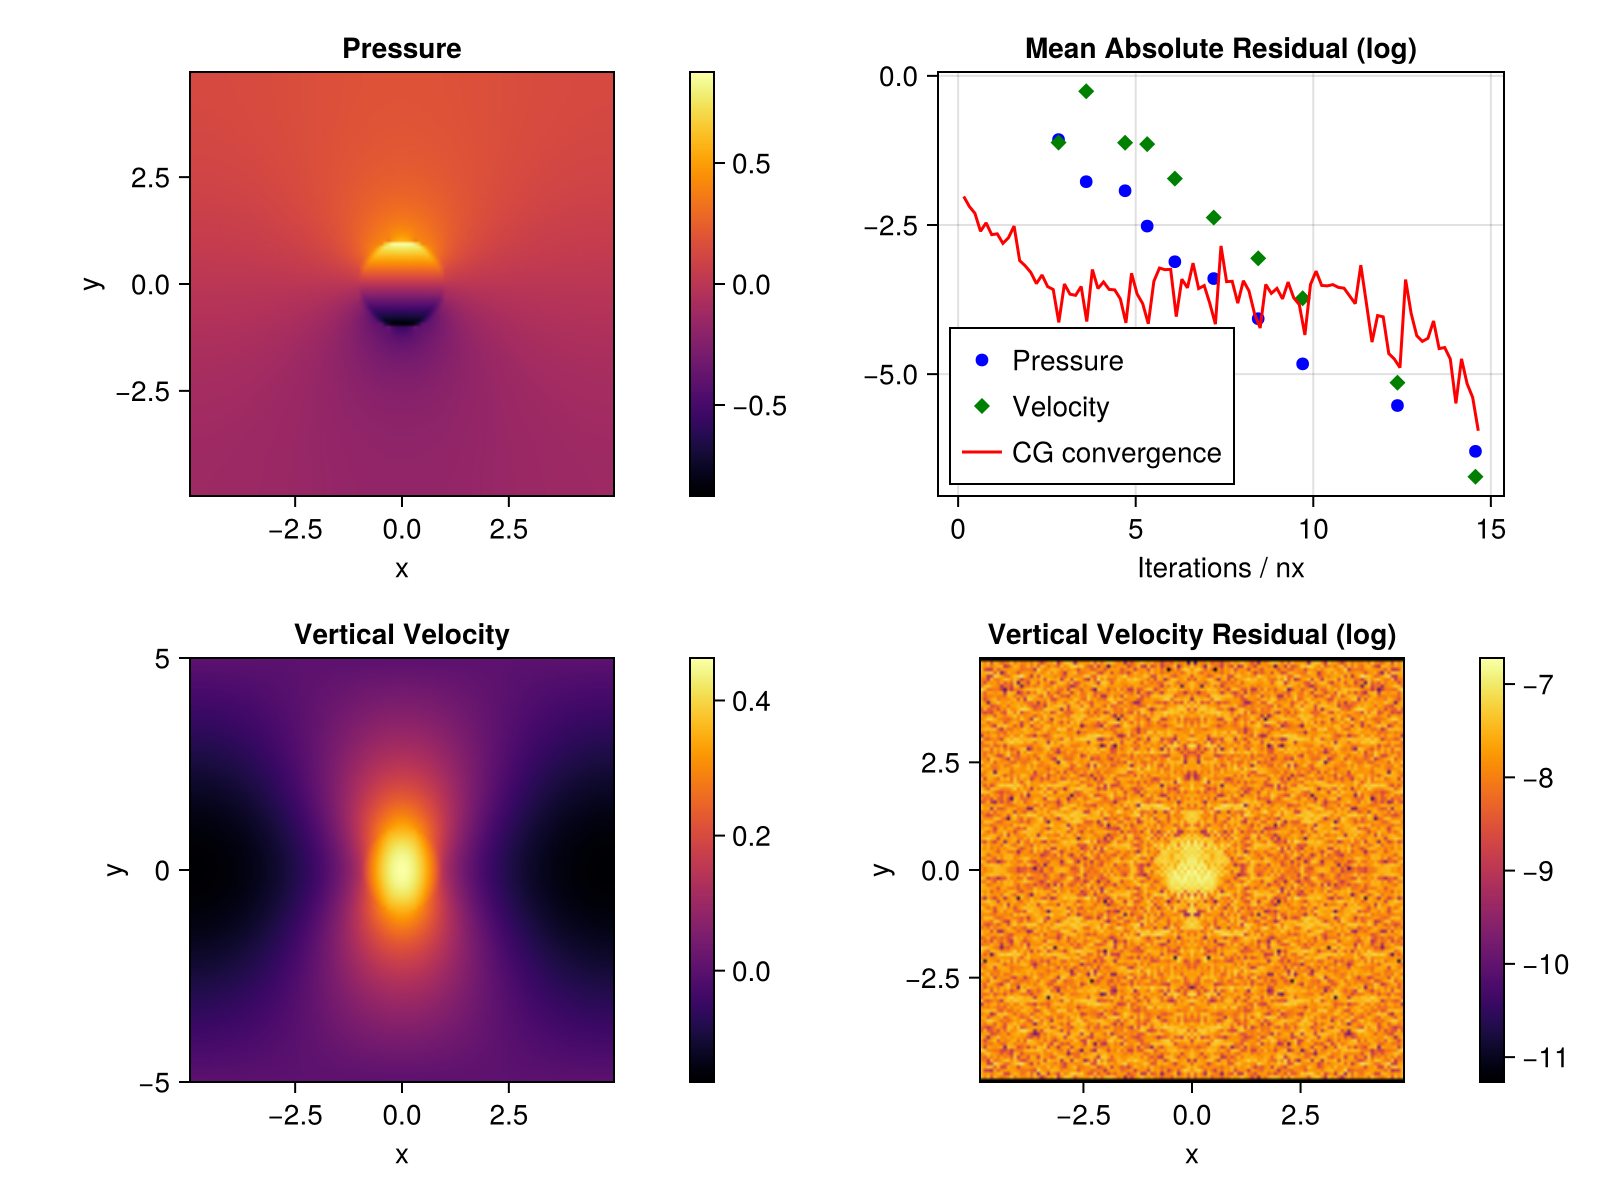 Pressure
2.5
0.0
−2.5
y
−2.5
0.0
2.5
x
0.5
0.0
−0.5
Mean Absolute Residual (log)
0.0
−2.5
−5.0
Pressure
Velocity
CG convergence
0
5
10
15
Iterations / nx
Vertical Velocity
5
0
−5
y
−2.5
0.0
2.5
x
0.4
0.2
0.0
Vertical Velocity Residual (log)
2.5
0.0
−2.5
y
−2.5
0.0
2.5
x
−7
−8
−9
−10
−11